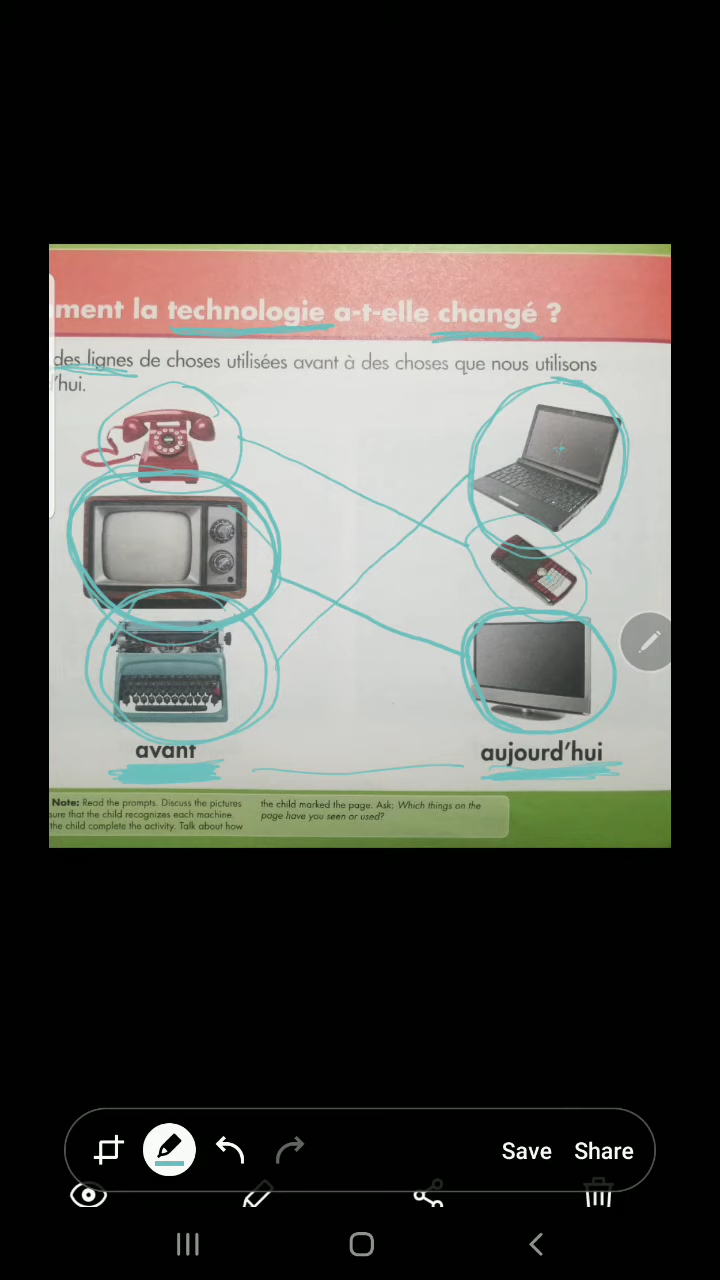 ment la technologie a-t-elle changé ?
des lignes de choses utilisées avant à des choses que nous utilisons
'hui.
avant
aujourd'hui
Note: Read the prompts. Discuss the pictures
sure that the child recognizes each machine.
the child complete the activity. Talk about how
the child marked the page. Ask: Which things on the
page have you seen or used?
Save
Share